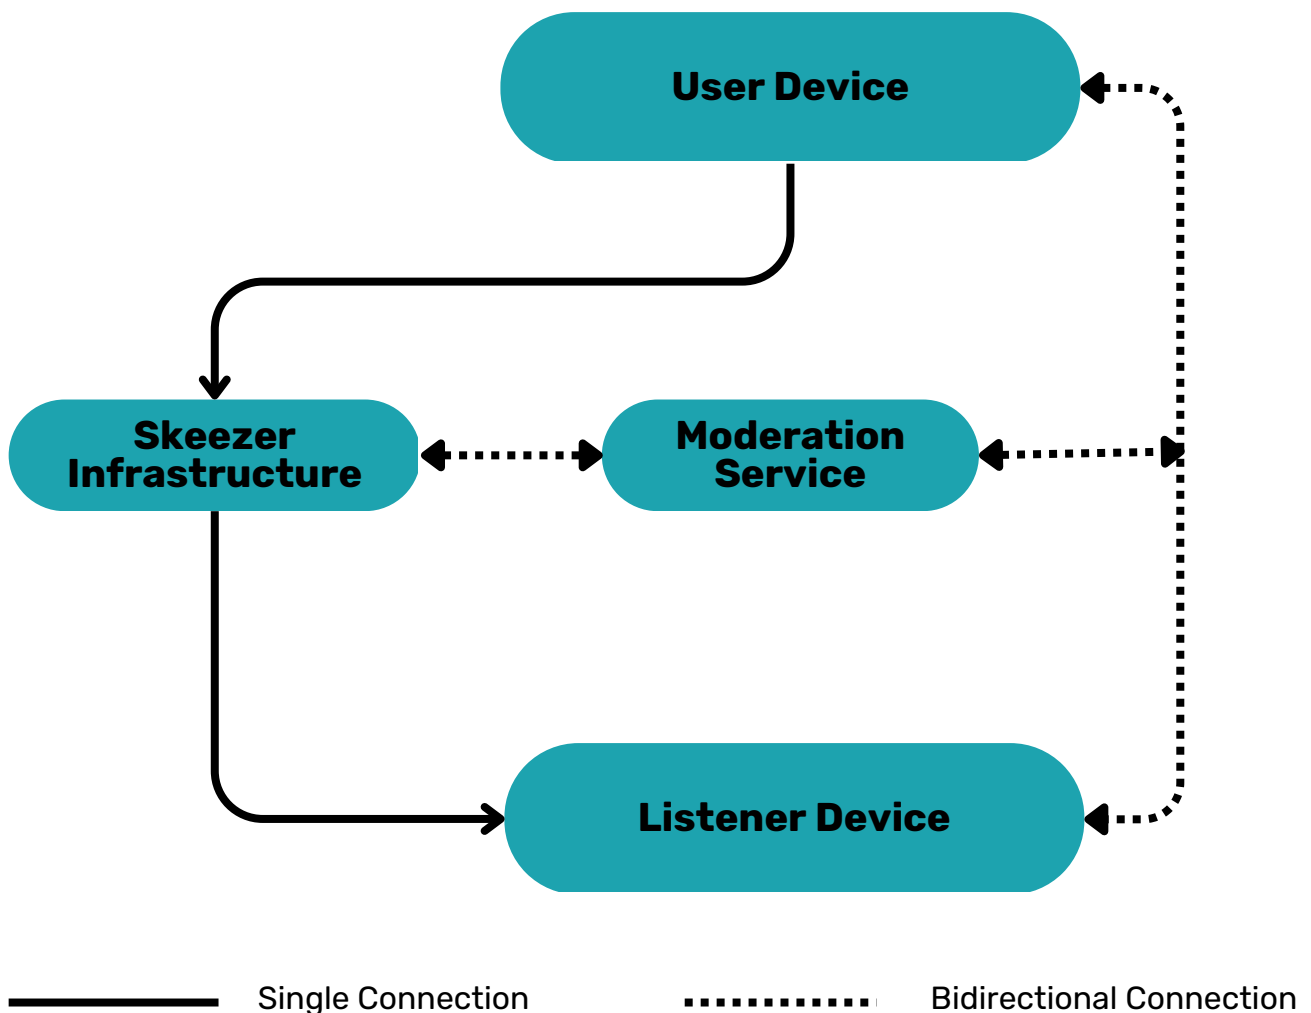 User Device
Skeezer
Infrastructure
Moderation
Service
Listener Device
Single Connection
Bidirectional Connection